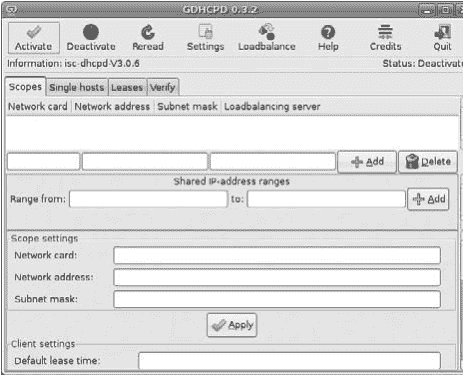 GDHCPD 0.3.2
Activate Deactivate Reread Settings Loadbalance Help Credits Quit
Information: isc-dhcpd-V3.0.6 Status: Deactivate
Scopes Single hosts Leases Verify
Network card Network address Subnet mask Loadbalancing server
Add Delete
Shared IP-address ranges
Range from: to: Add
Scope settings
Network card:
Network address:
Subnet mask:
Apply
Client settings
Default lease time: